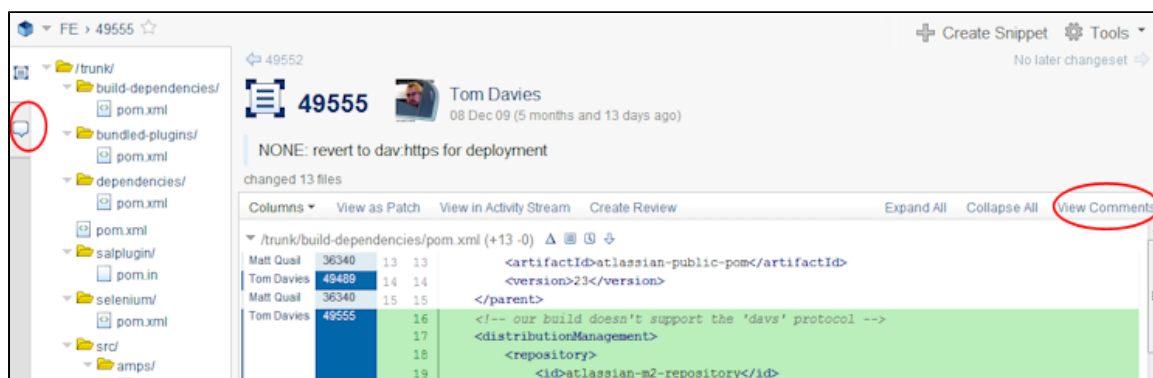 FE › 49555
Create Snippet Tools
49552
No later changeset
/trunk/
build-dependencies/
pom.xml
bundled-plugins/
pom.xml
dependencies/
pom.xml
pom.xml
salplugin/
pom.in
selenium/
pom.xml
src/
amps/
49555
Tom Davies
08 Dec 09 (5 months and 13 days ago)
NONE: revert to dav:https for deployment
changed 13 files
Columns View as Patch View in Activity Stream Create Review Expand All Collapse All View Comments
/trunk/build-dependencies/pom.xml (+13 -0)
Matt Quail 36340 13 13 <artifactId>atlassian-public-pom</artifactId>
Tom Davies 49489 14 14 <version>23</version>
Matt Quail 36340 15 15 </parent>
Tom Davies 49555 16 <!-- our build doesn't support the 'davs' protocol -->
17 <distributionManagement>
18 <repository>
19 <id>atlassian-m2-repository</id>